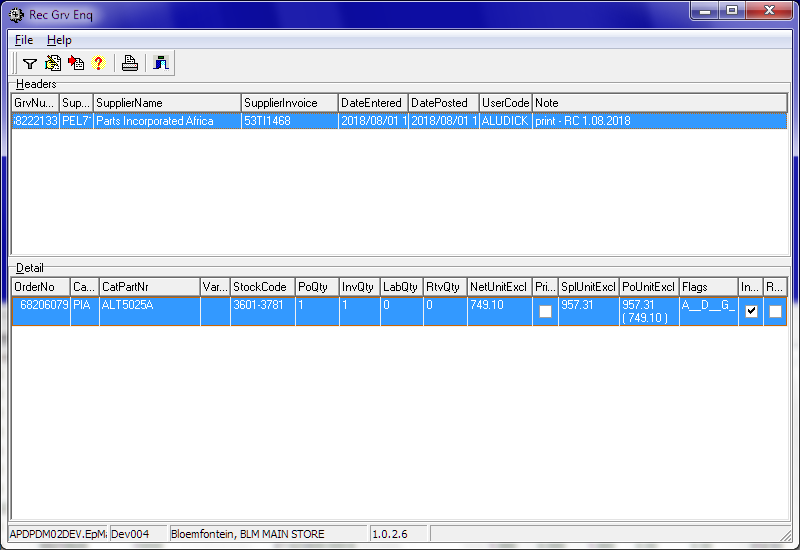 Rec Grv Enq
File Help
?
Headers
GrvNu... Sup... SupplierName SupplierInvoice DateEntered DatePosted UserCode Note
68222133 PEL7 Parts Incorporated Africa 53TI1468 2018/08/01 1 2018/08/01 1 ALUDICK print - RC 1.08.2018
Detail
OrderNo Ca... CatPartNr Var... StockCode PoQty InvQty LabQty RtvQty NetUnitExcl Pri... SplUnitExcl PoUnitExcl Flags In... R...
68206079 PIA ALT5025A 3601-3781 1 1 0 0 749.10 957.31 957.31 A__D__G_
( 749.10 )
APDPDM02DEV.EpMa Dev004 Bloemfontein, BLM MAIN STORE 1.0.2.6